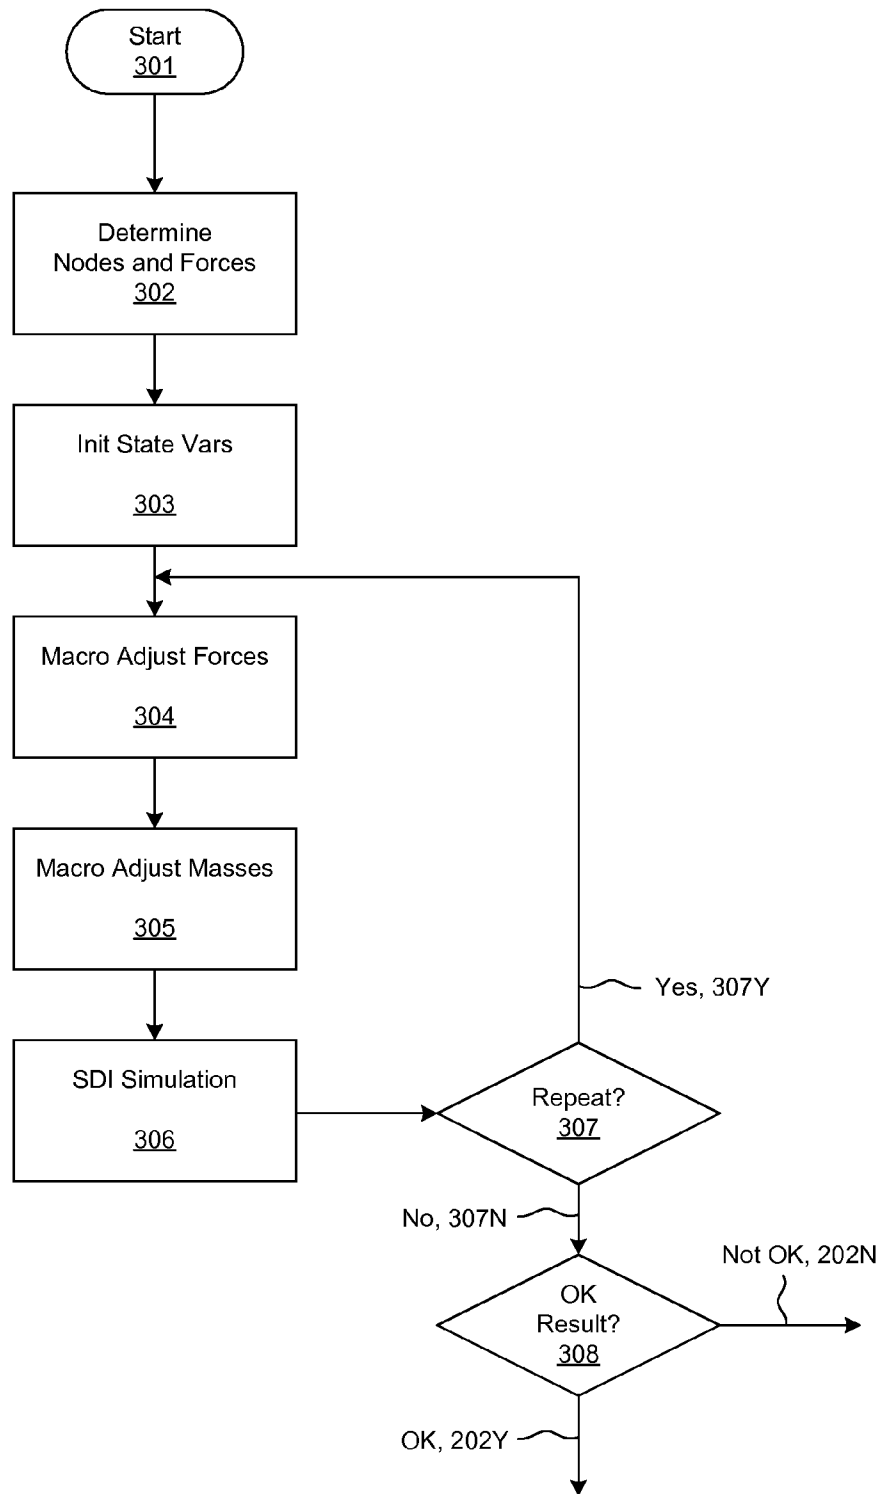 Start
301
Determine
Nodes and Forces
302
Init State Vars
303
Macro Adjust Forces
304
Macro Adjust Masses
305
Yes, 307Y
SDI Simulation
306
Repeat?
307
No, 307N
Not OK, 202N
OK
Result?
308
OK, 202Y